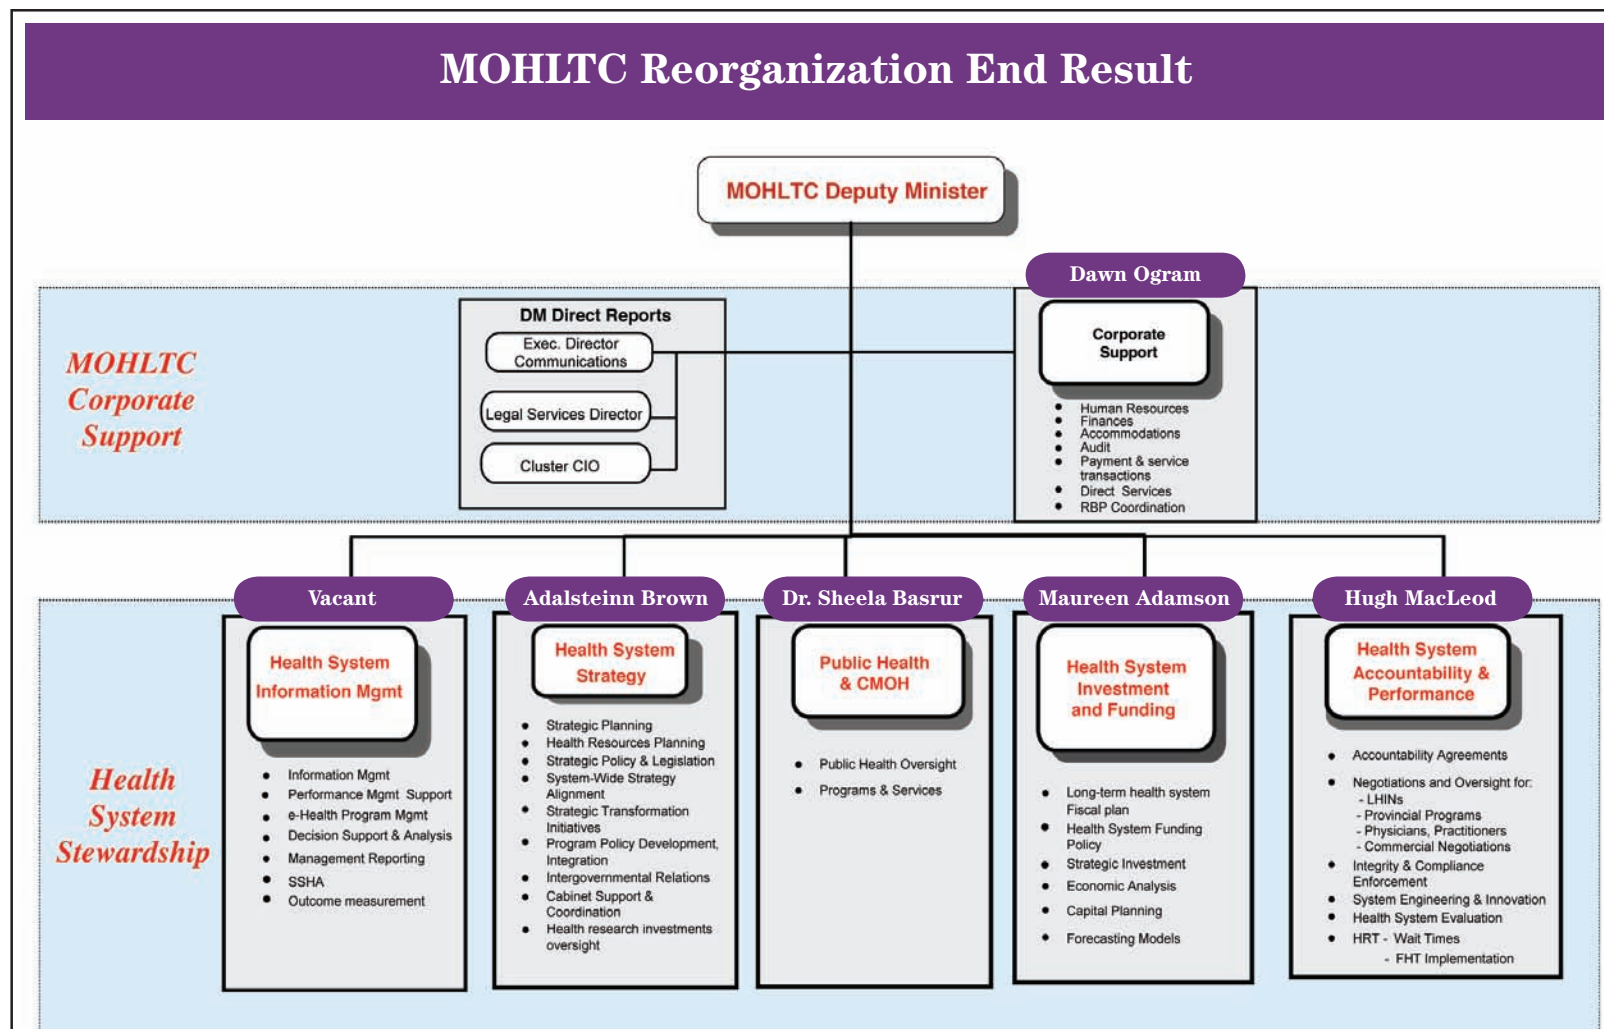 MOHLTC Reorganization End Result
MOHLTC Deputy Minister
MOHLTC
Corporate
Support
DM Direct Reports
Exec. Director
Communications
Legal Services Director
Cluster CIO
Dawn Ogram
Corporate
Support
● Human Resources
● Finances
● Accommodations
● Audit
● Payment & service
transactions
● Direct Services
● RBP Coordination
Health
System
Stewardship
Vacant
Health System
Information Mgmt
● Information Mgmt
● Performance Mgmt Support
● e-Health Program Mgmt
● Decision Support & Analysis
● Management Reporting
● SSHA
● Outcome measurement
Adalsteinn Brown
Health System
Strategy
● Strategic Planning
● Health Resources Planning
● Strategic Policy & Legislation
● System-Wide Strategy
Alignment
● Strategic Transformation
Initiatives
● Program Policy Development,
Integration
● Intergovernmental Relations
● Cabinet Support &
Coordination
● Health research investments
oversight
Dr. Sheela Basrur
Public Health
& CMOH
● Public Health Oversight
● Programs & Services
Maureen Adamson
Health System
Investment
and Funding
● Long-term health system
Fiscal plan
● Health System Funding
Policy
● Strategic Investment
● Economic Analysis
● Capital Planning
● Forecasting Models
Hugh MacLeod
Health System
Accountability &
Performance
● Accountability Agreements
● Negotiations and Oversight for:
- LHINs
- Provincial Programs
- Physicians, Practitioners
- Commercial Negotiations
● Integrity & Compliance
Enforcement
● System Engineering & Innovation
● Health System Evaluation
● HRT - Wait Times
- FHT Implementation